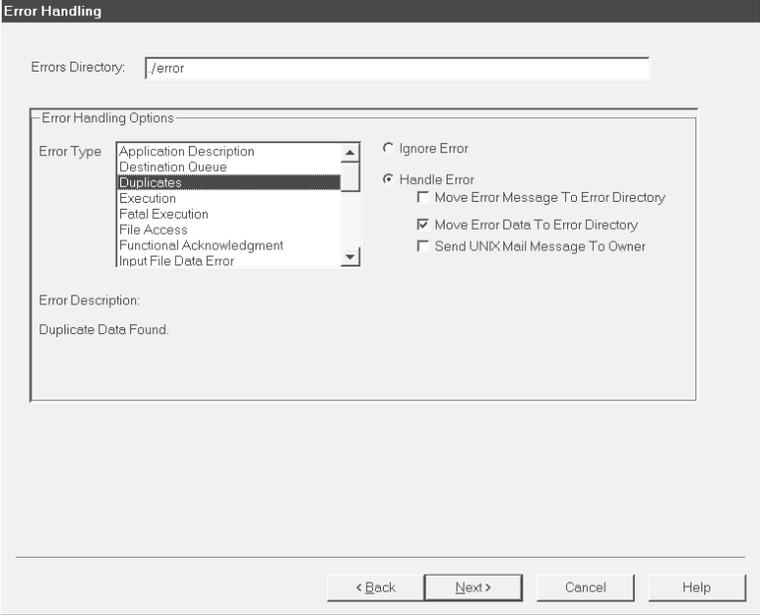 Error Handling
Errors Directory: ./error
Error Handling Options
Error Type
Application Description
Destination Queue
Duplicates
Execution
Fatal Execution
File Access
Functional Acknowledgment
Input File Data Error
Ignore Error
Handle Error
Move Error Message To Error Directory
Move Error Data To Error Directory
Send UNIX Mail Message To Owner
Error Description:
Duplicate Data Found.
< Back Next > Cancel Help